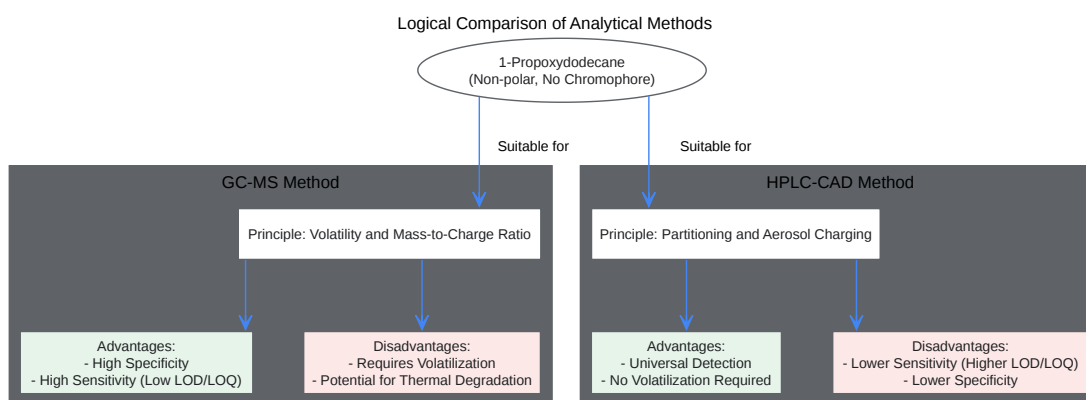 Logical Comparison of Analytical Methods
1-Propoxydodecane
(Non-polar, No Chromophore)
Suitable for
Suitable for
GC-MS Method
Principle: Volatility and Mass-to-Charge Ratio
Advantages:
- High Specificity
- High Sensitivity (Low LOD/LOQ)
Disadvantages:
- Requires Volatilization
- Potential for Thermal Degradation
HPLC-CAD Method
Principle: Partitioning and Aerosol Charging
Advantages:
- Universal Detection
- No Volatilization Required
Disadvantages:
- Lower Sensitivity (Higher LOD/LOQ)
- Lower Specificity